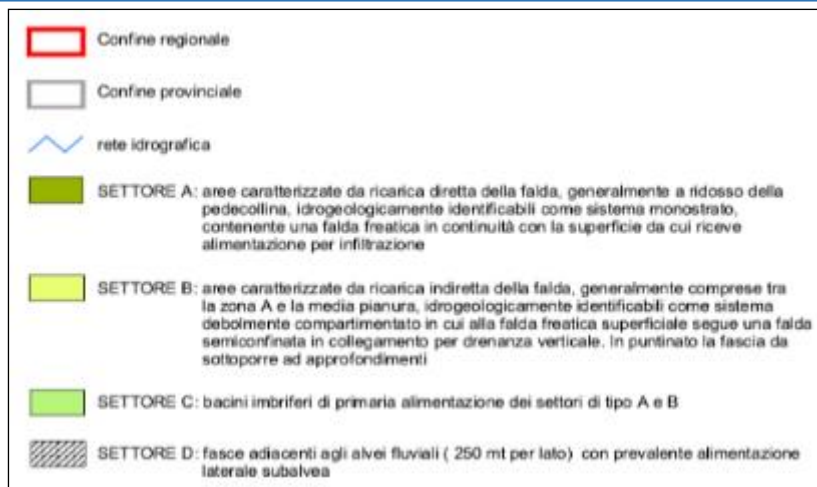 Confine regionale
Confine provinciale
rete idrografica
SETTORE A: aree caratterizzate da ricarica diretta della falda, generalmente a ridosso della
pedecollina, idrogeologicamente identificabili come sistema monostrato,
contenente una falda freatica in continuità con la superficie da cui riceve
alimentazione per infiltrazione
SETTORE B: aree caratterizzate da ricarica indiretta della falda, generalmente comprese tra
la zona A e la media pianura, idrogeologicamente identificabili come sistema
debolmente compartimentato in cui alla falda freatica superficiale segue una falda
semiconfinata in collegamento per drenanza verticale. In puntinato la fascia da
sottoporre ad approfondimenti
SETTORE C: bacini imbriferi di primaria alimentazione dei settori di tipo A e B
SETTORE D: fasce adiacenti agli alvei fluviali ( 250 mt per lato) con prevalente alimentazione
laterale subalvea